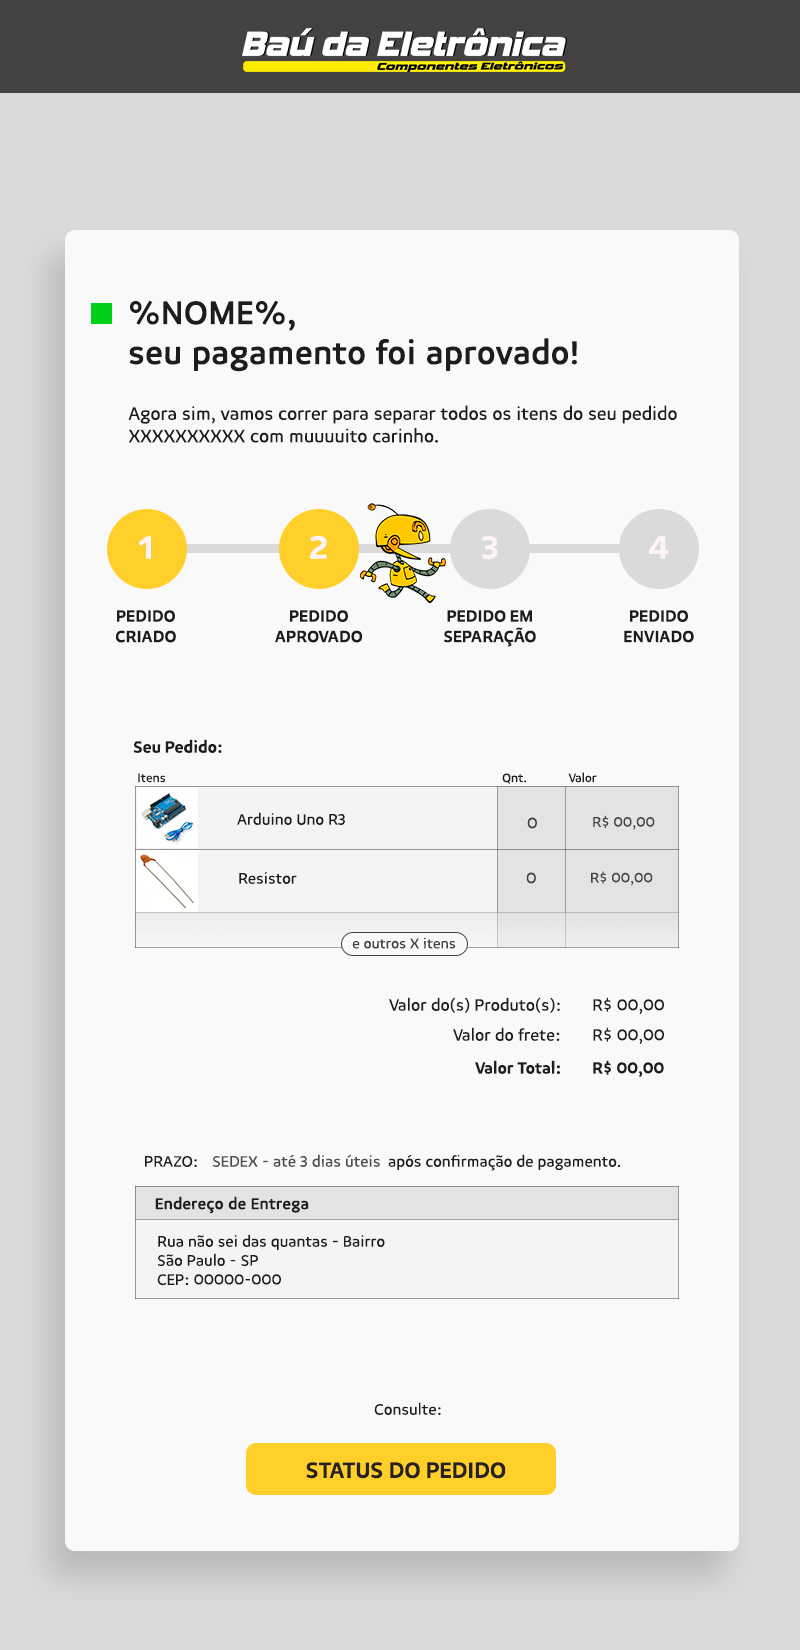 Baú da Eletrônica
Componentes Eletrônicos
%NOME%,
seu pagamento foi aprovado!
Agora sim, vamos correr para separar todos os itens do seu pedido
XXXXXXXXXX com muuuuito carinho.
1 2 3 4
PEDIDO CRIADO
PEDIDO APROVADO
PEDIDO EM SEPARAÇÃO
PEDIDO ENVIADO
Seu Pedido:
Itens Qnt. Valor
Arduino Uno R3 0 R$ 00,00
Resistor 0 R$ 00,00
e outros X itens
Valor do(s) Produto(s): R$ 00,00
Valor do frete: R$ 00,00
Valor Total: R$ 00,00
PRAZO: SEDEX - até 3 dias úteis após confirmação de pagamento.
Endereço de Entrega
Rua não sei das quantas - Bairro
São Paulo - SP
CEP: 00000-000
Consulte:
STATUS DO PEDIDO